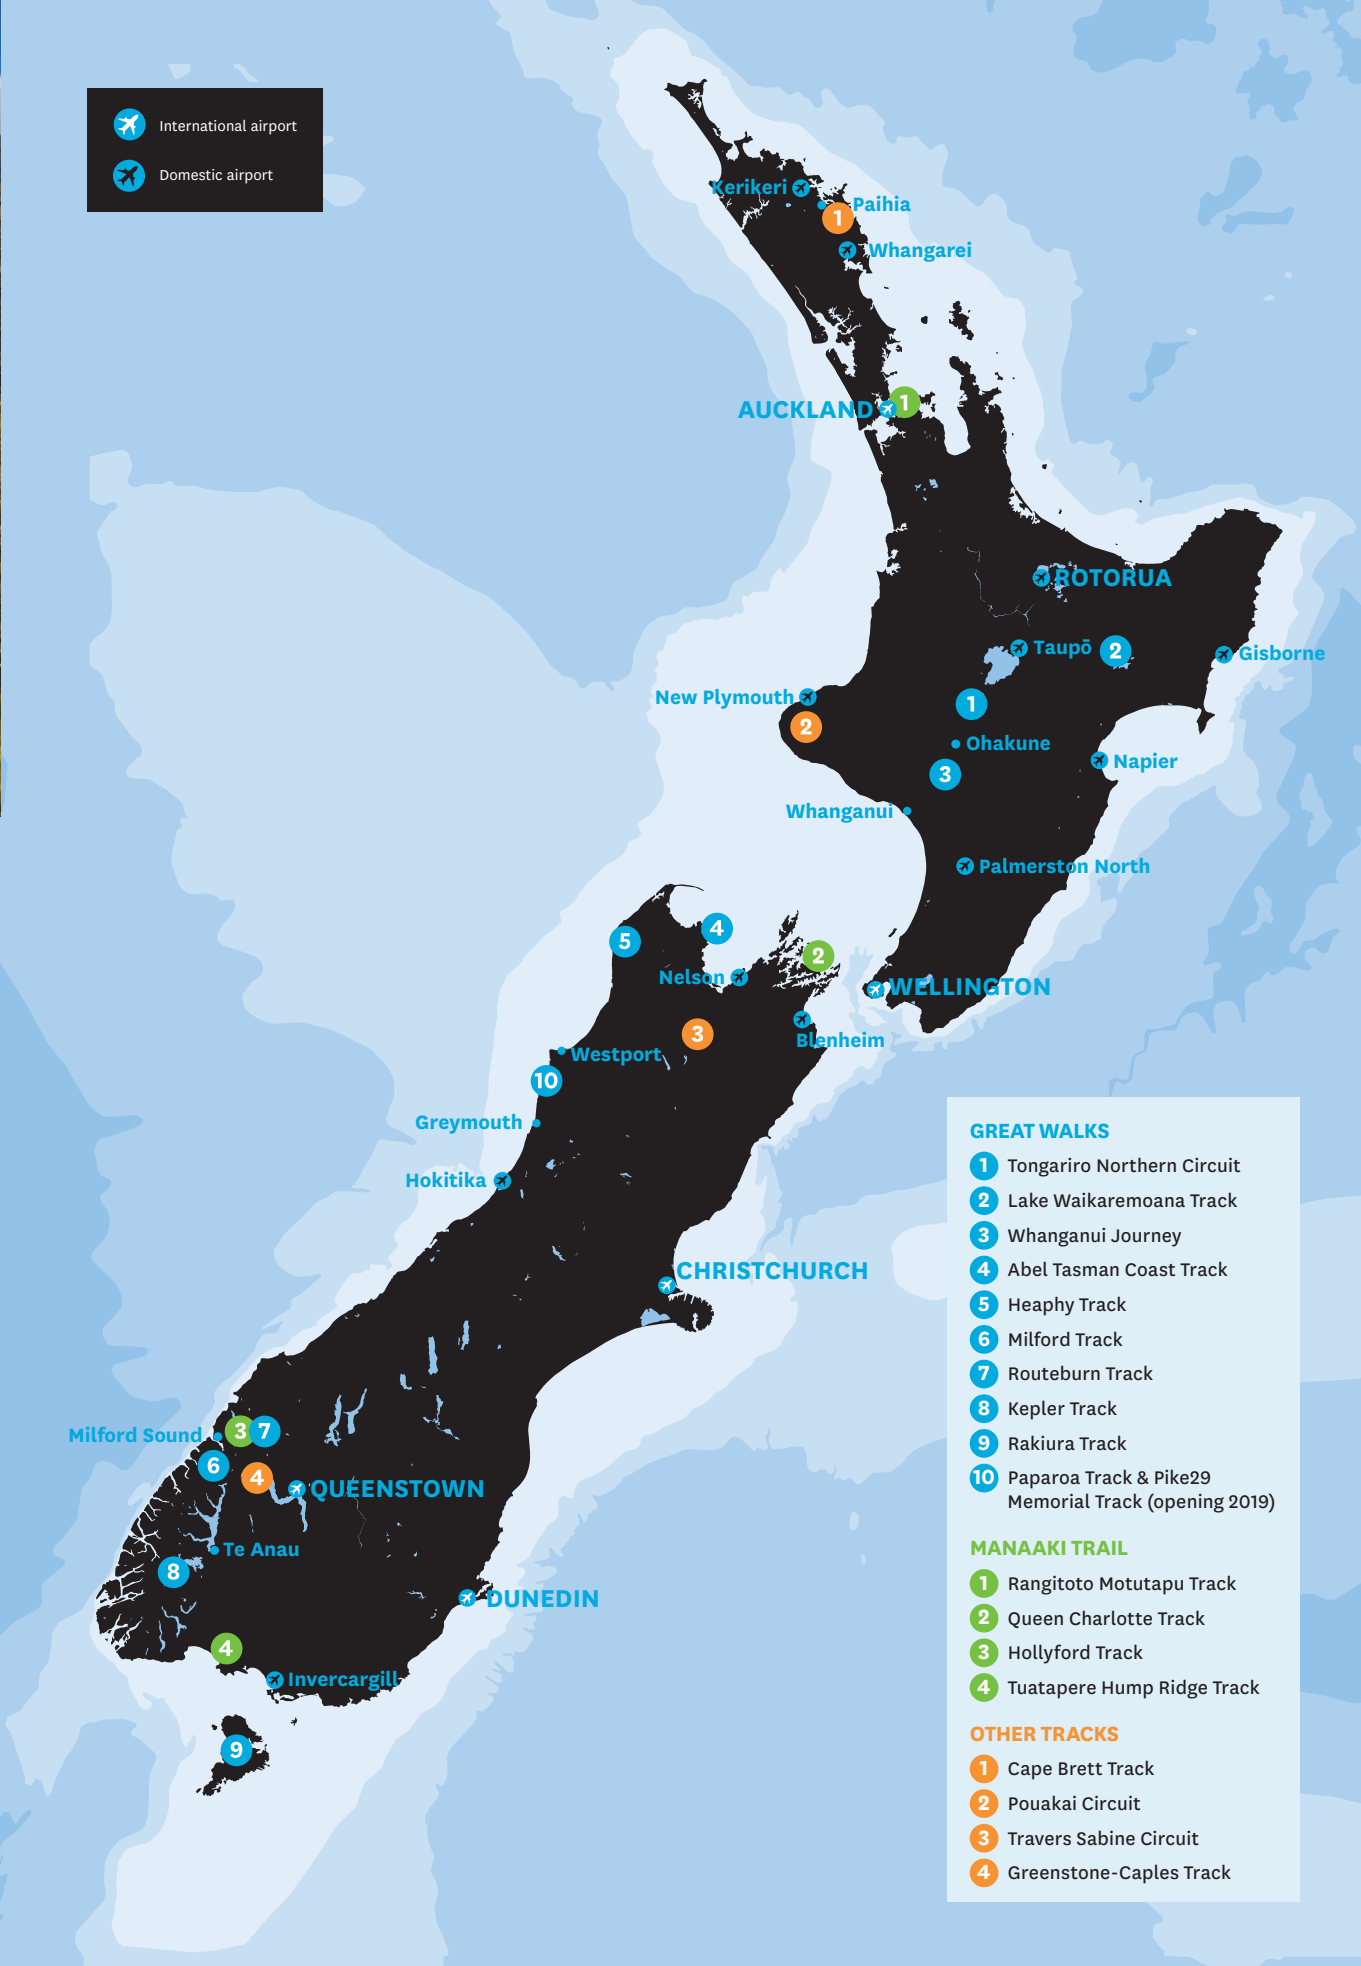 International airport
Domestic airport
Kerikeri
Paihia
1
Whangarei
AUCKLAND
1
ROTORUA
Taupō
2
Gisborne
New Plymouth
1
2
Ohakune
Napier
3
Whanganui
Palmerston North
4
5
2
Nelson
WELLINGTON
3
Blenheim
Westport
10
Greymouth
Hokitika
CHRISTCHURCH
Milford Sound
3
7
6
4
QUEENSTOWN
Te Anau
8
DUNEDIN
4
Invercargill
9
GREAT WALKS
1 Tongariro Northern Circuit
2 Lake Waikaremoana Track
3 Whanganui Journey
4 Abel Tasman Coast Track
5 Heaphy Track
6 Milford Track
7 Routeburn Track
8 Kepler Track
9 Rakiura Track
10 Paparoa Track & Pike29
Memorial Track (opening 2019)
MANAAKI TRAIL
1 Rangitoto Motutapu Track
2 Queen Charlotte Track
3 Hollyford Track
4 Tuatapere Hump Ridge Track
OTHER TRACKS
1 Cape Brett Track
2 Pouakai Circuit
3 Travers Sabine Circuit
4 Greenstone-Caples Track